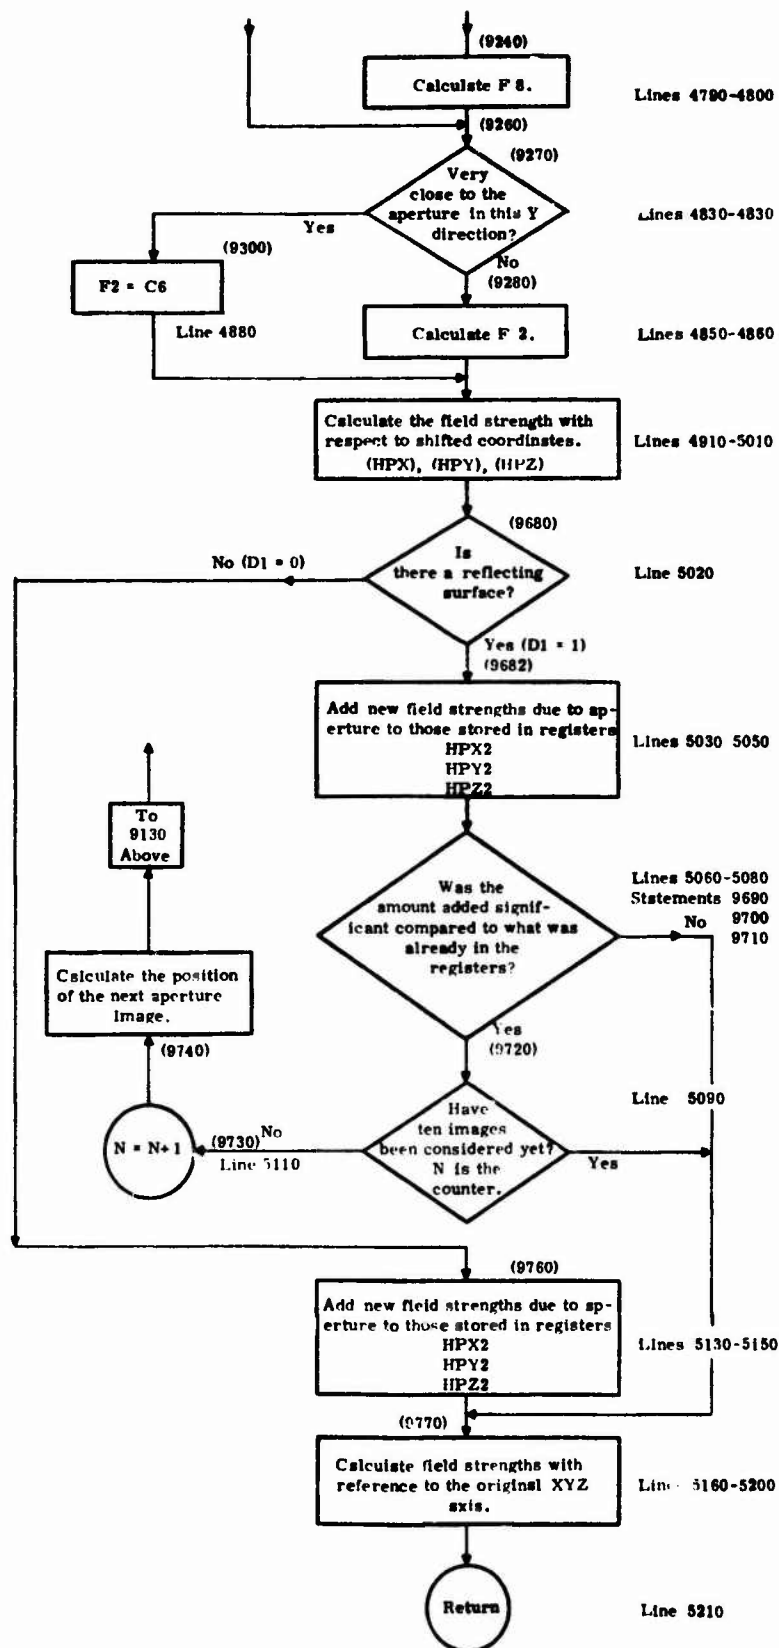 (9240)
Calculate F 8.
Lines 4790-4800
(9260)
(9270)
Very
close to the
aperture in this Y
direction?
Lines 4830-4830
Yes
(9300)
No
(9280)
F2 = C6
Line 4880
Calculate F 2.
Lines 4850-4860
Calculate the field strength with
respect to shifted coordinates.
(HPX), (HPY), (HPZ)
Lines 4910-5010
(9680)
Is
there a reflecting
surface?
Line 5020
No (D1 = 0)
Yes (D1 = 1)
(9682)
Add new field strengths due to ap-
erture to those stored in registers
HPX2
HPY2
HPZ2
Lines 5030-5050
To
9130
Above
Was the
amount added signif-
icant compared to what was
already in the
registers?
Lines 5060-5080
Statements 9690
9700
9710
No
Calculate the position
of the next aperture
image.
(9740)
Yes
(9720)
Have
ten images
been considered yet?
N is the
counter.
Line 5090
N = N+1
(9730)
No
Line 5110
Yes
(9760)
Add new field strengths due to ap-
erture to those stored in registers
HPX2
HPY2
HPZ2
Lines 5130-5150
(9770)
Calculate field strengths with
reference to the original XYZ
axis.
Lines 5160-5200
Return
Line 5210